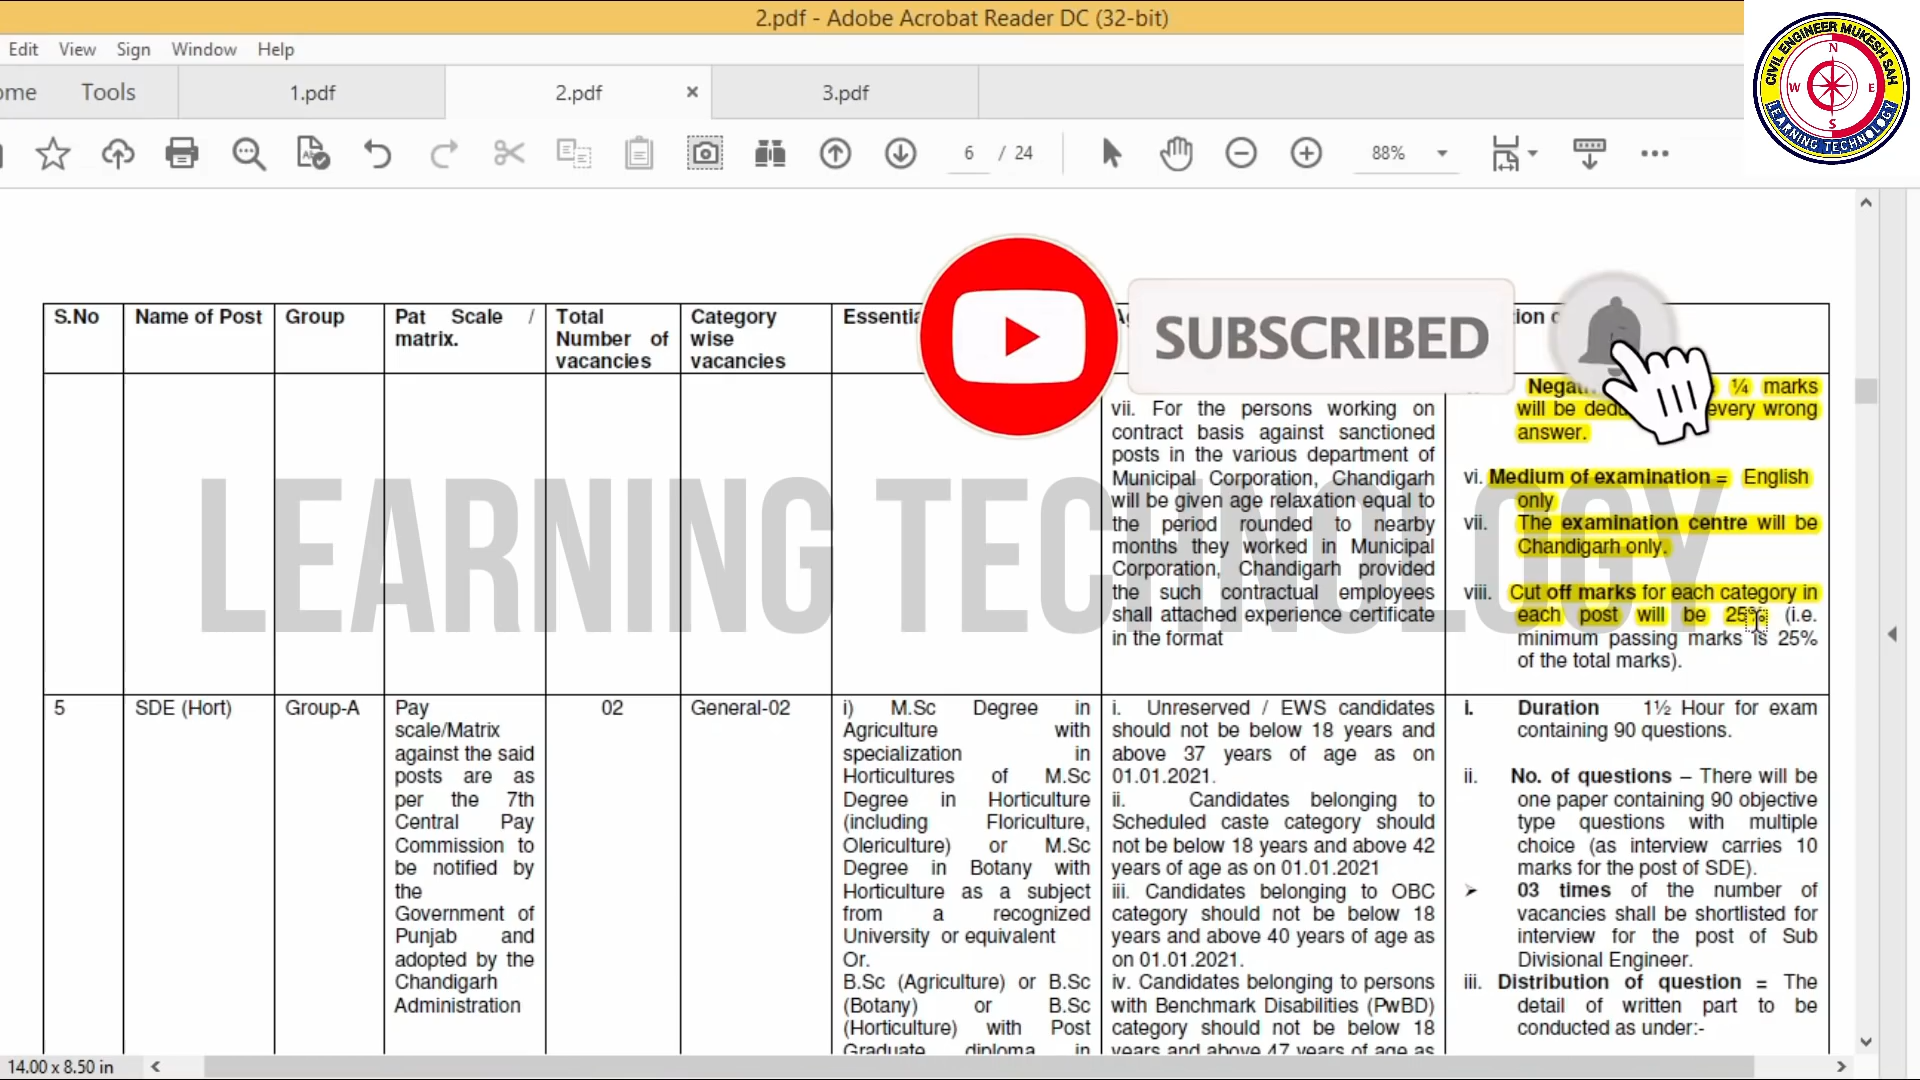 2.pdf - Adobe Acrobat Reader DC (32-bit)
Edit View Sign Window Help
ome Tools 1.pdf 2.pdf 3.pdf
6 / 24 88%
CIVIL ENGINEER MUKESH SAH
N
W E
S
LEARNING TECHNOLOGY
SUBSCRIBED
LEARNING TECHNOLOGY
S.No
Name of Post
Group
Pat Scale /
matrix.
Total
Number of
vacancies
Category
wise
vacancies
vii. For the persons working on
contract basis against sanctioned
posts in the various department of
Municipal Corporation, Chandigarh
will be given age relaxation equal to
the period rounded to nearby
months they worked in Municipal
Corporation, Chandigarh provided
the such contractual employees
shall attached experience certificate
in the format
¼ marks
will be every wrong
answer.
vi. Medium of examination = English
only
vii. The examination centre will be
Chandigarh only.
viii. Cut off marks for each category in
each post will be 25% (i.e.
minimum passing marks is 25%
of the total marks).
5
SDE (Hort)
Group-A
Pay
scale/Matrix
against the said
posts are as
per the 7th
Central Pay
Commission to
be notified by
the
Government of
Punjab and
adopted by the
Chandigarh
Administration
02
General-02
i) M.Sc Degree in
Agriculture with
specialization in
Horticultures of M.Sc
Degree in Horticulture
(including Floriculture,
Olericulture) or M.Sc
Degree in Botany with
Horticulture as a subject
from a recognized
University or equivalent
Or.
B.Sc (Agriculture) or B.Sc
(Botany) or B.Sc
(Horticulture) with Post
Graduate diploma in
i. Unreserved / EWS candidates
should not be below 18 years and
above 37 years of age as on
01.01.2021.
ii. Candidates belonging to
Scheduled caste category should
not be below 18 years and above 42
years of age as on 01.01.2021
iii. Candidates belonging to OBC
category should not be below 18
years and above 40 years of age as
on 01.01.2021.
iv. Candidates belonging to persons
with Benchmark Disabilities (PwBD)
category should not be below 18
years and above 47 years of age as
i. Duration 1½ Hour for exam
containing 90 questions.
ii. No. of questions – There will be
one paper containing 90 objective
type questions with multiple
choice (as interview carries 10
marks for the post of SDE).
➤ 03 times of the number of
vacancies shall be shortlisted for
interview for the post of Sub
Divisional Engineer.
iii. Distribution of question = The
detail of written part to be
conducted as under:-
14.00 x 8.50 in